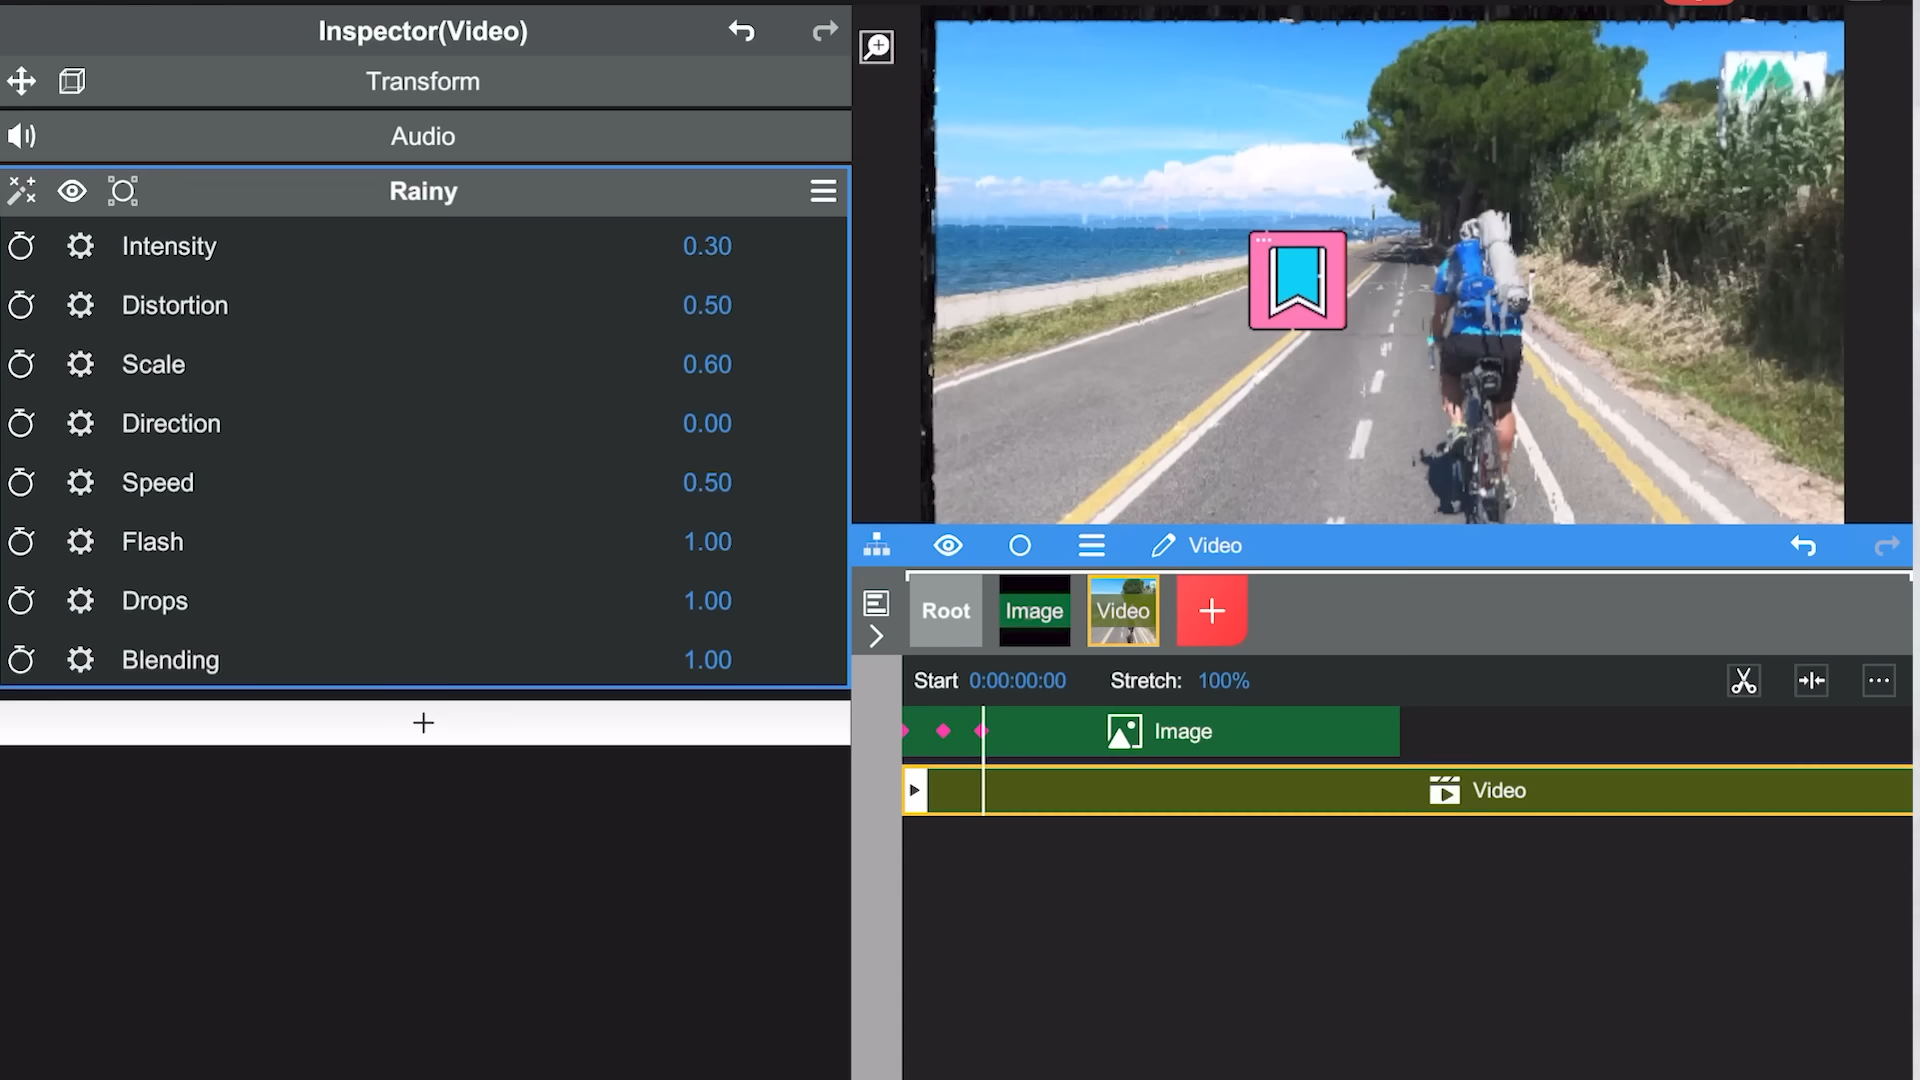 Inspector(Video)
Transform
Audio
Rainy
Intensity 0.30
Distortion 0.50
Scale 0.60
Direction 0.00
Speed 0.50
Flash 1.00
Drops 1.00
Blending 1.00
+
Video
Root Image Video +
Start 0:00:00:00 Stretch: 100%
Image
Video